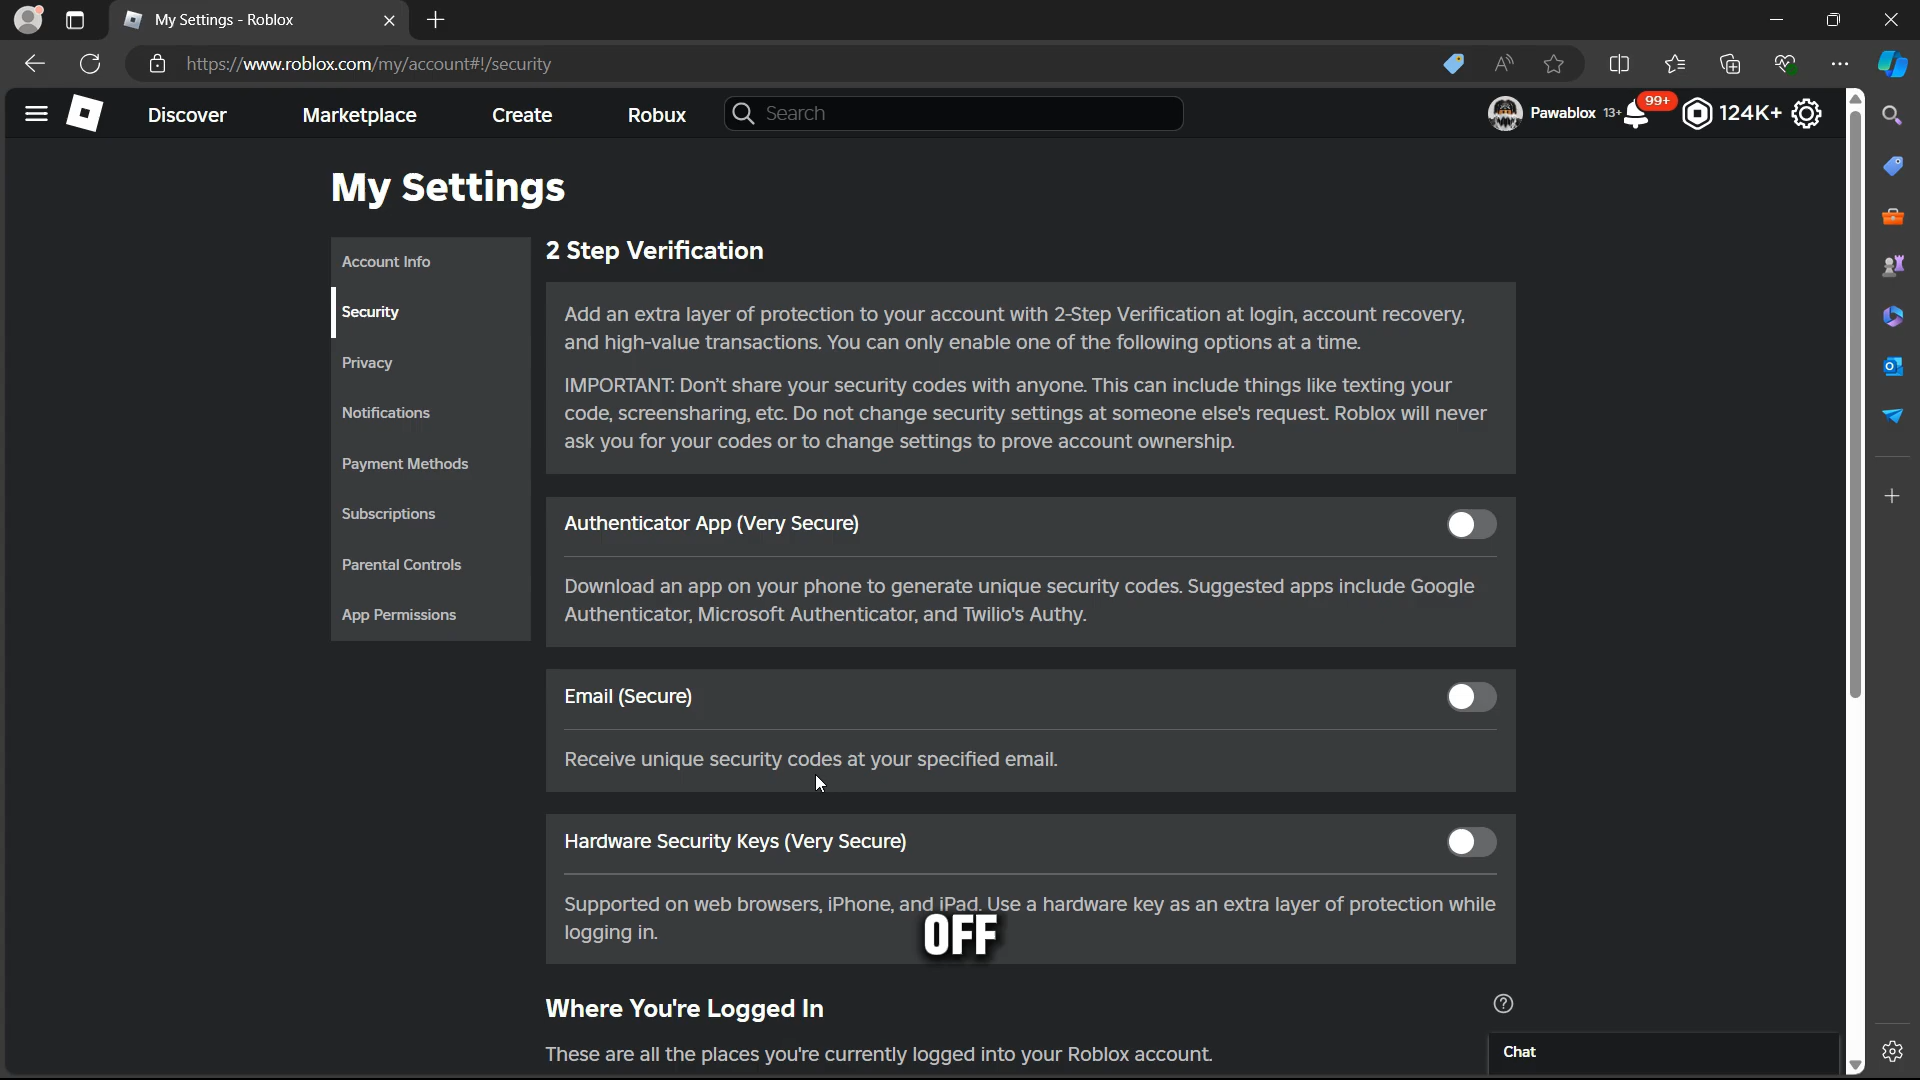 My Settings - Roblox
https://www.roblox.com/my/account#!/security
Discover
Marketplace
Create
Robux
Search
Pawablox 13+
99+
124K+
My Settings
Account Info
Security
Privacy
Notifications
Payment Methods
Subscriptions
Parental Controls
App Permissions
2 Step Verification
Add an extra layer of protection to your account with 2-Step Verification at login, account recovery,
and high-value transactions. You can only enable one of the following options at a time.
IMPORTANT: Don't share your security codes with anyone. This can include things like texting your
code, screensharing, etc. Do not change security settings at someone else's request. Roblox will never
ask you for your codes or to change settings to prove account ownership.
Authenticator App (Very Secure)
Download an app on your phone to generate unique security codes. Suggested apps include Google
Authenticator, Microsoft Authenticator, and Twilio's Authy.
Email (Secure)
Receive unique security codes at your specified email.
Hardware Security Keys (Very Secure)
Supported on web browsers, iPhone, and iPad. Use a hardware key as an extra layer of protection while
logging in.
OFF
Where You're Logged In
These are all the places you're currently logged into your Roblox account.
Chat